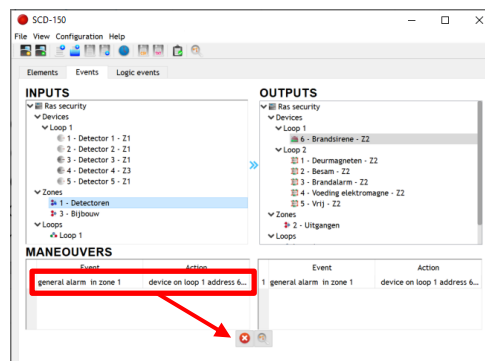 SCD-150
File View Configuration Help
Elements Events Logic events
INPUTS
Ras security
Devices
Loop 1
1 - Detector 1 - Z1
2 - Detector 2 - Z1
3 - Detector 3 - Z1
4 - Detector 4 - Z3
5 - Detector 5 - Z1
Zones
1 - Detectoren
3 - Bijbouw
Loops
Loop 1
OUTPUTS
Ras security
Devices
Loop 1
6 - Brandsirene - Z2
Loop 2
1 - Deurmagneten - Z2
2 - Besam - Z2
3 - Brandalarm - Z2
4 - Voeding elektromagne - Z2
5 - Vrij - Z2
Zones
2 - Uitgangen
Loops
MANEOUVERS
Event Action
general alarm in zone 1 device on loop 1 address 6...
Event Action
1 general alarm in zone 1 device on loop 1 address 6...